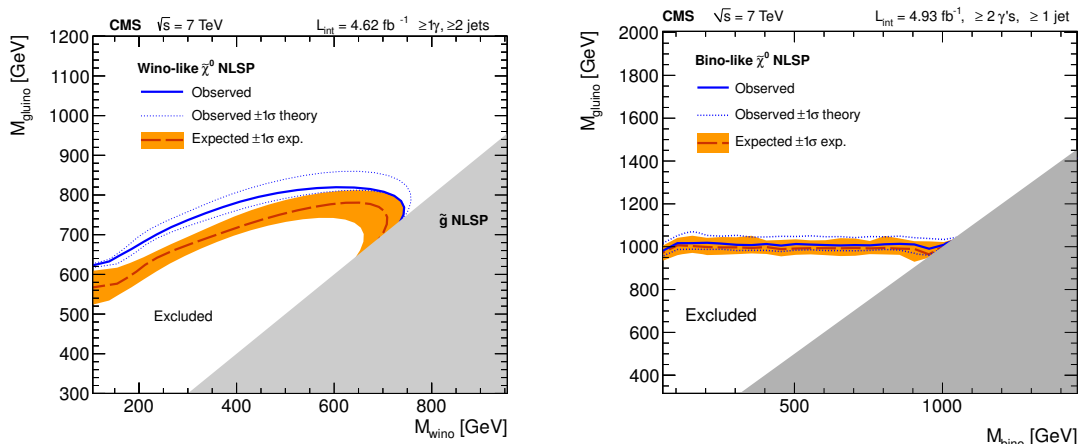 CMS √s = 7 TeV L_int = 4.62 fb⁻¹ ≥1γ, ≥2 jets
M_gluino [GeV]
1200
1100
1000
900
800
700
600
500
400
300
Wino-like χ̃⁰ NLSP
Observed
Observed ±1σ theory
Expected ±1σ exp.
g̃ NLSP
Excluded
200 400 600 800
M_wino [GeV]
CMS √s = 7 TeV L_int = 4.93 fb⁻¹, ≥ 2 γ's, ≥ 1 jet
M_gluino [GeV]
2000
1800
1600
1400
1200
1000
800
600
400
Bino-like χ̃⁰ NLSP
Observed
Observed ±1σ theory
Expected ±1σ exp.
Excluded
500 1000
M_bino [GeV]